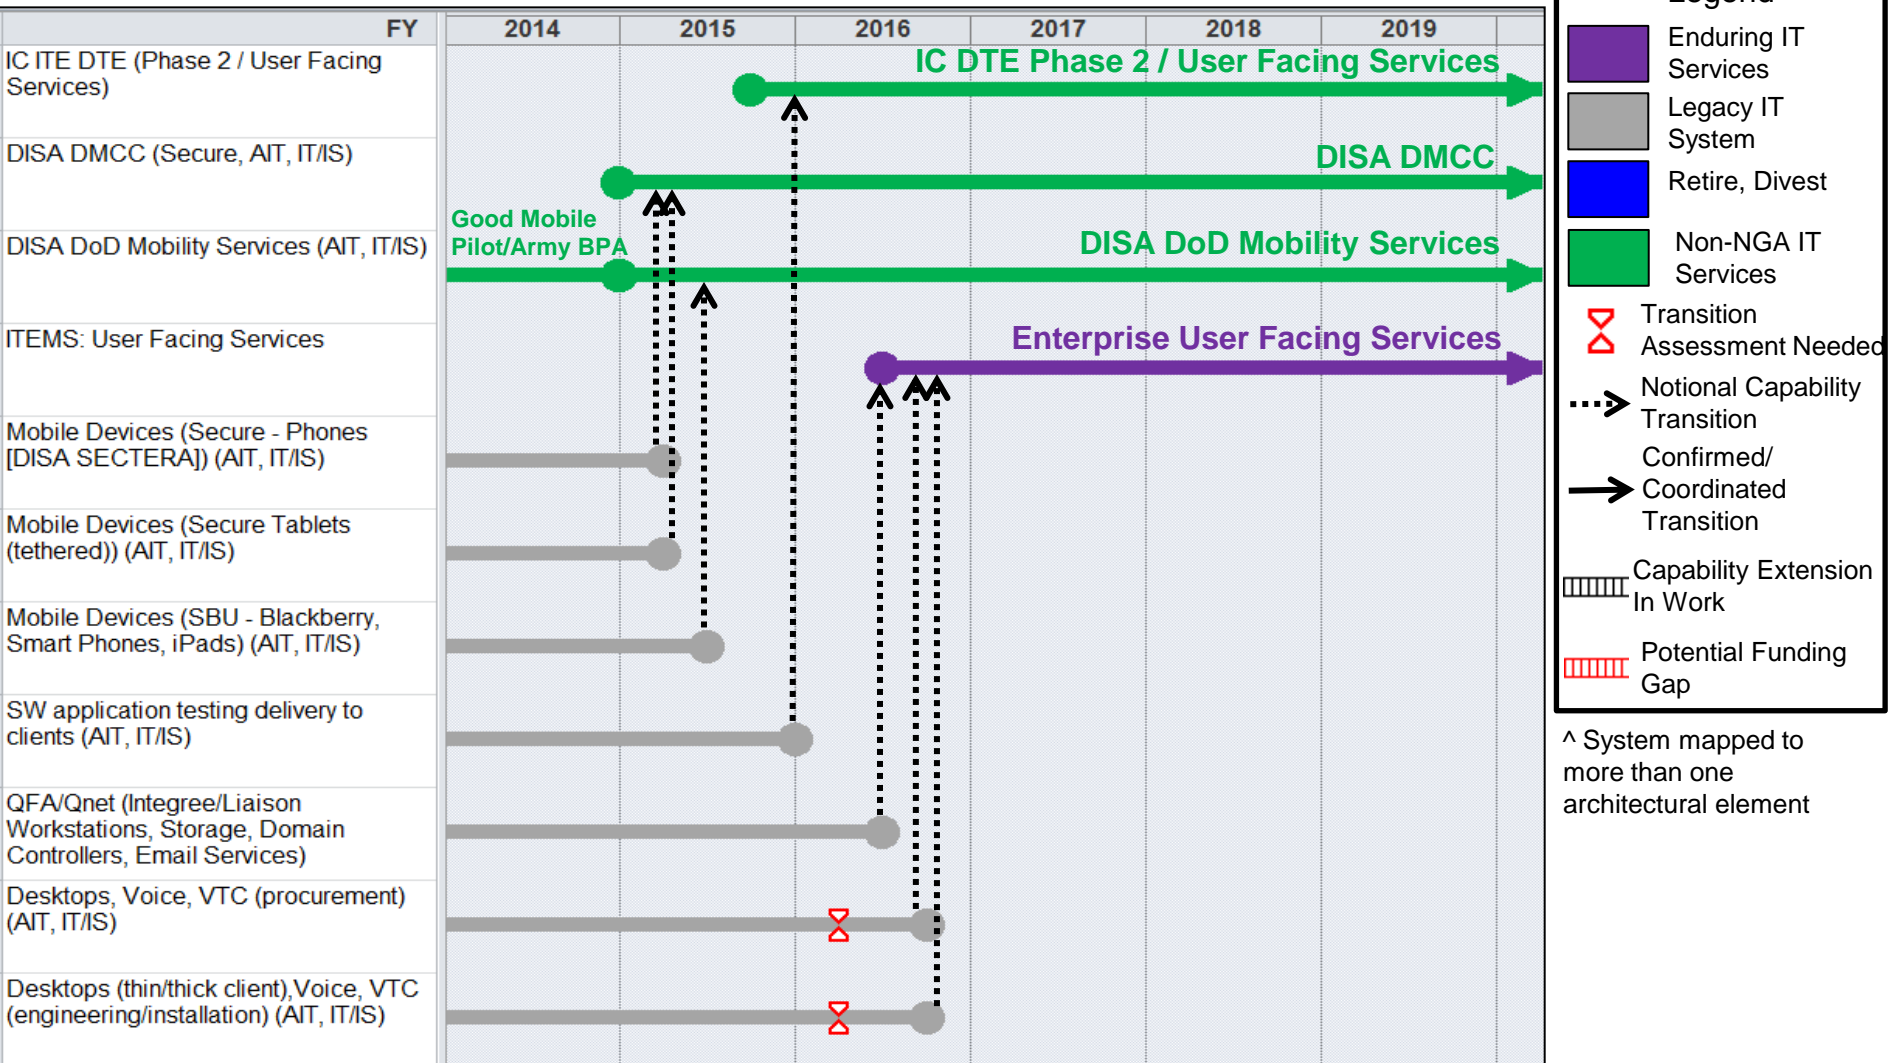 FY 2014 2015 2016 2017 2018 2019
IC ITE DTE (Phase 2 / User Facing
Services)
IC DTE Phase 2 / User Facing Services
DISA DMCC (Secure, AIT, IT/IS)
DISA DMCC
Good Mobile
Pilot/Army BPA
DISA DoD Mobility Services (AIT, IT/IS)
DISA DoD Mobility Services
ITEMS: User Facing Services
Enterprise User Facing Services
Mobile Devices (Secure - Phones
[DISA SECTERA]) (AIT, IT/IS)
Mobile Devices (Secure Tablets
(tethered)) (AIT, IT/IS)
Mobile Devices (SBU - Blackberry,
Smart Phones, iPads) (AIT, IT/IS)
SW application testing delivery to
clients (AIT, IT/IS)
QFA/Qnet (Integree/Liaison
Workstations, Storage, Domain
Controllers, Email Services)
Desktops, Voice, VTC (procurement)
(AIT, IT/IS)
Desktops (thin/thick client),Voice, VTC
(engineering/installation) (AIT, IT/IS)
Legend
Enduring IT
Services
Legacy IT
System
Retire, Divest
Non-NGA IT
Services
Transition
Assessment Needed
Notional Capability
Transition
Confirmed/
Coordinated
Transition
Capability Extension
In Work
Potential Funding
Gap
^ System mapped to
more than one
architectural element